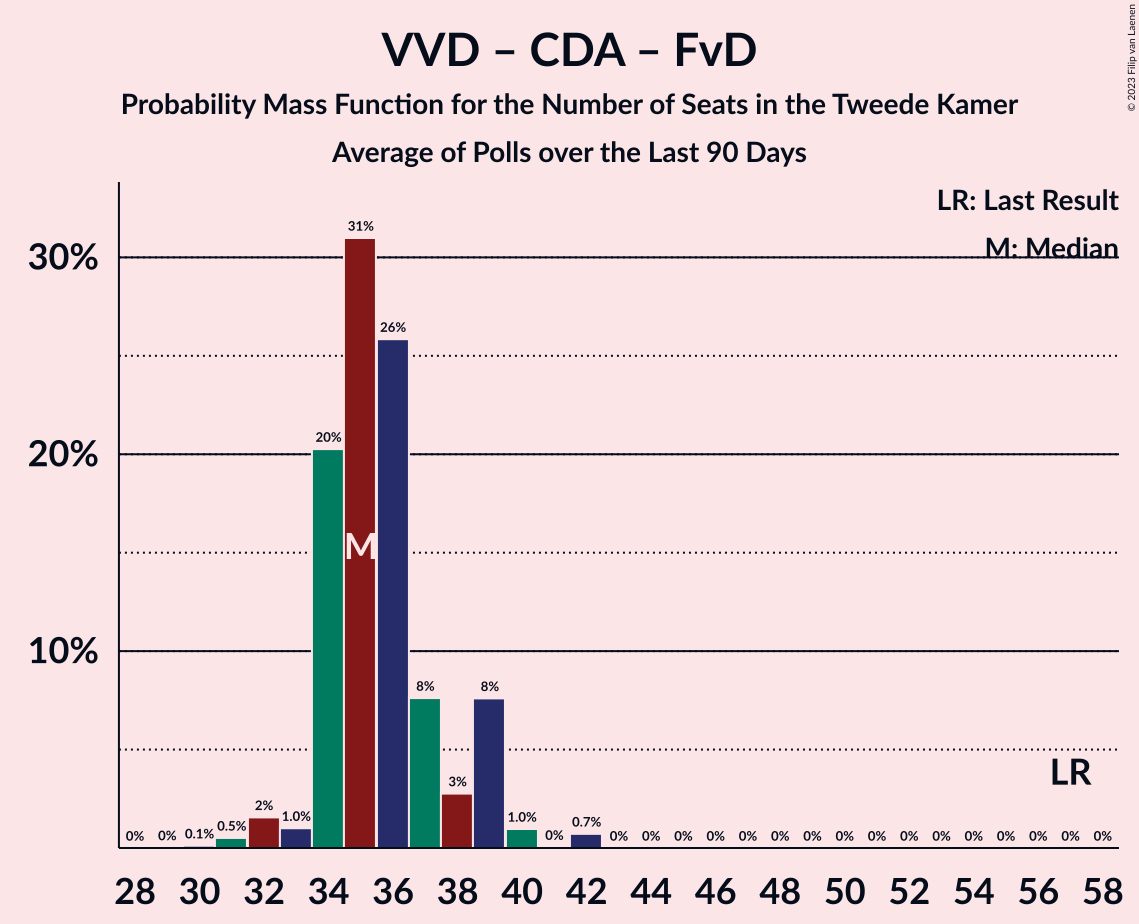 VVD – CDA – FvD
Probability Mass Function for the Number of Seats in the Tweede Kamer
Average of Polls over the Last 90 Days
© 2023 Filip van Laenen
LR: Last Result
M: Median
30%
20%
10%
0% 0% 0.1% 0.5% 2% 1.0% 20% 31% 26% 8% 3% 8% 1.0% 0% 0.7% 0% 0% 0% 0% 0% 0% 0% 0% 0% 0% 0% 0% 0% 0% 0% 0%
M
LR
28 30 32 34 36 38 40 42 44 46 48 50 52 54 56 58